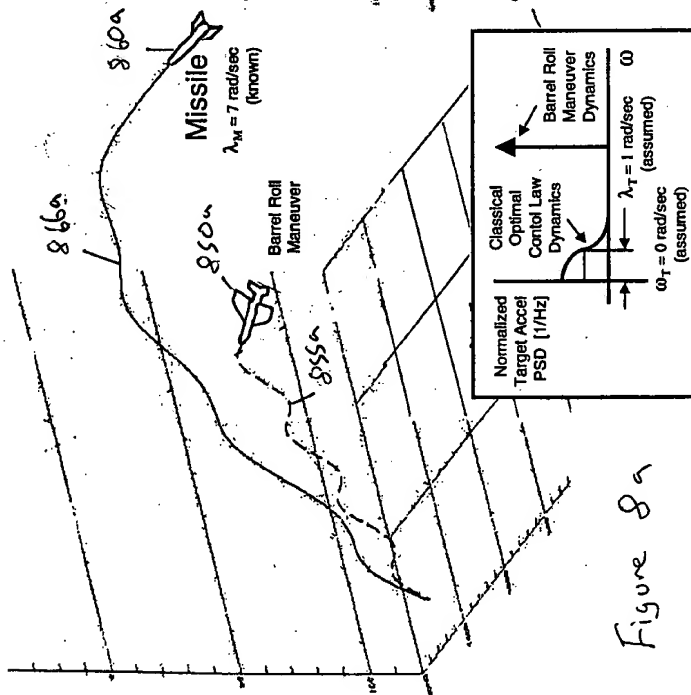 860a
866a
Missile
λM = 7 rad/sec
(known)
850a
Barrel Roll
Maneuver
855a
Normalized
Target Accel
PSD [1/Hz]
Classical
Optimal
Contol Law
Dynamics
Barrel Roll
Maneuver
Dynamics
ω
λT = 1 rad/sec
(assumed)
ωT = 0 rad/sec
(assumed)
Figure 8a